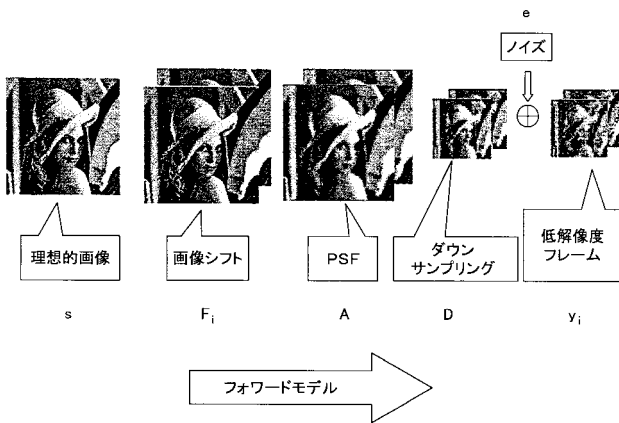 e
ノイズ
理想的画像
画像シフト
PSF
ダウン
サンプリング
低解像度
フレーム
s
Fi
A
D
yi
フォワードモデル